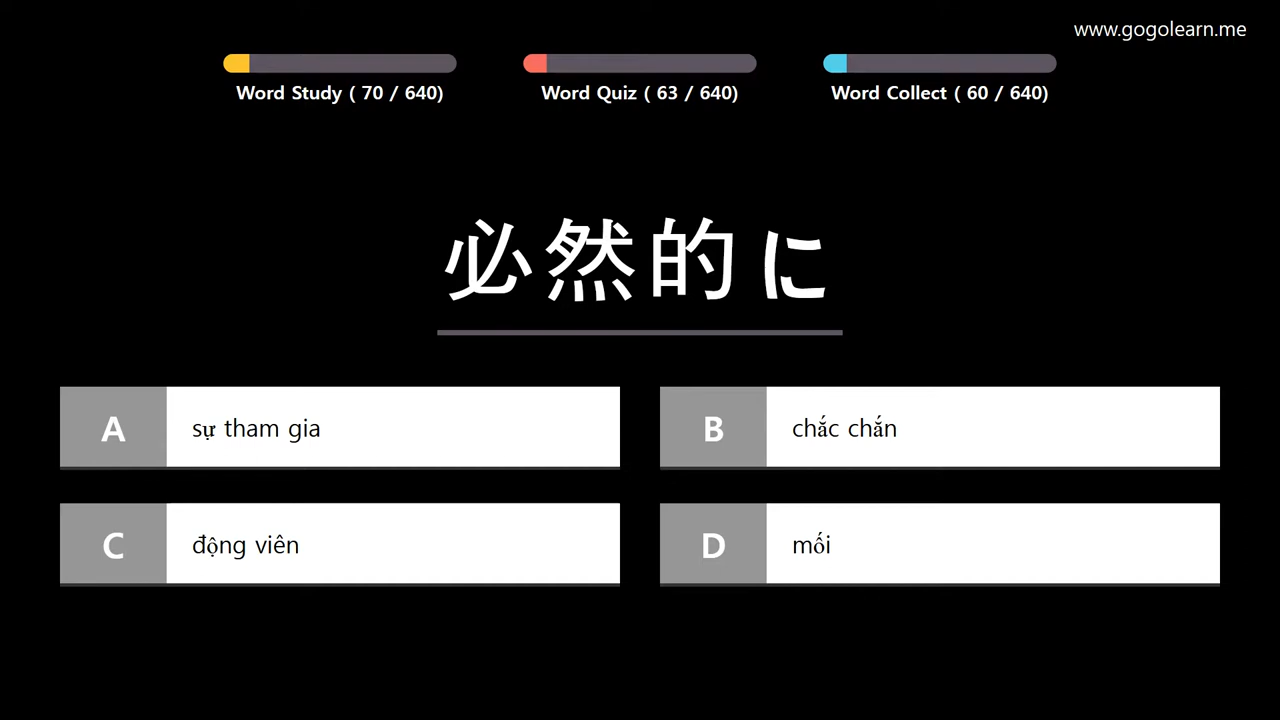 www.gogolearn.me
Word Study ( 70 / 640)
Word Quiz ( 63 / 640)
Word Collect ( 60 / 640)
必然的に
A sự tham gia
B chắc chắn
C động viên
D mối